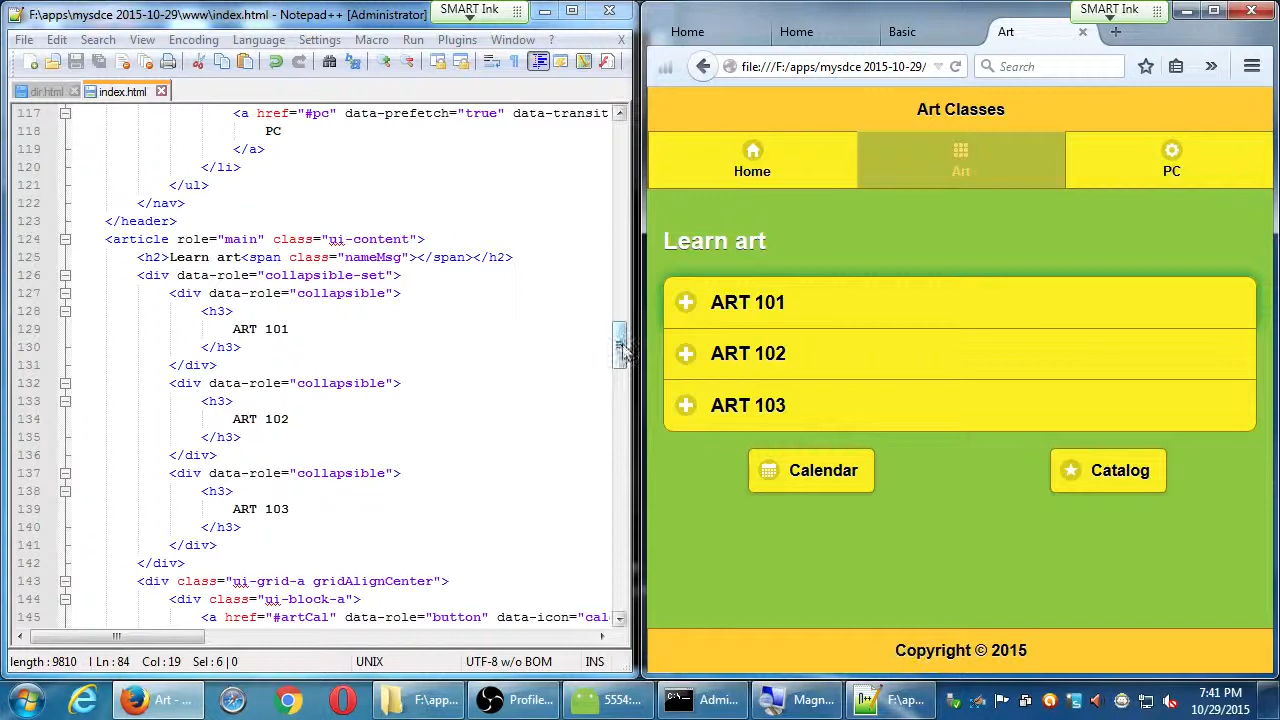 F:\apps\mysdce 2015-10-29\www\index.html - Notepad++ [Administrator]
SMART Ink
File Edit Search View Encoding Language Settings Macro Run Plugins Window ? X
dir.html index.html
117 <a href="#pc" data-prefetch="true" data-transit
118 PC
119 </a>
120 </li>
121 </ul>
122 </nav>
123 </header>
124 <article role="main" class="ui-content">
125 <h2>Learn art<span class="nameMsg"></span></h2>
126 <div data-role="collapsible-set">
127 <div data-role="collapsible">
128 <h3>
129 ART 101
130 </h3>
131 </div>
132 <div data-role="collapsible">
133 <h3>
134 ART 102
135 </h3>
136 </div>
137 <div data-role="collapsible">
138 <h3>
139 ART 103
140 </h3>
141 </div>
142 </div>
143 <div class="ui-grid-a gridAlignCenter">
144 <div class="ui-block-a">
145 <a href="#artCal" data-role="button" data-icon="cal
length : 9810 Ln : 84 Col : 19 Sel : 6 | 0 UNIX UTF-8 w/o BOM INS
SMART Ink
Home Home Basic Art
file:///F:/apps/mysdce 2015-10-29/ Search
Art Classes
Home Art PC
Learn art
ART 101
ART 102
ART 103
Calendar Catalog
Copyright © 2015
Art - ... F:\app... Profile... 5554:... Admi... Magn... F:\ap...
7:41 PM
10/29/2015